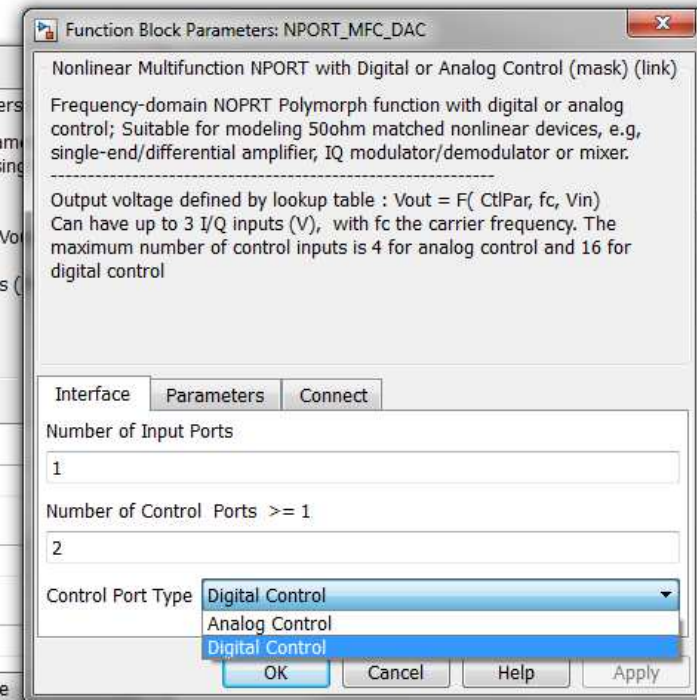 Function Block Parameters: NPORT_MFC_DAC
Nonlinear Multifunction NPORT with Digital or Analog Control (mask) (link)
Frequency-domain NOPRT Polymorph function with digital or analog
control; Suitable for modeling 50ohm matched nonlinear devices, e.g,
single-end/differential amplifier, IQ modulator/demodulator or mixer.
------------------------------------------------------------
Output voltage defined by lookup table : Vout = F( CtlPar, fc, Vin)
Can have up to 3 I/Q inputs (V),  with fc the carrier frequency. The
maximum number of control inputs is 4 for analog control and 16 for
digital control
Interface Parameters Connect
Number of Input Ports
1
Number of Control  Ports  >= 1
2
Control Port Type Digital Control
Analog Control
Digital Control
OK Cancel Help Apply